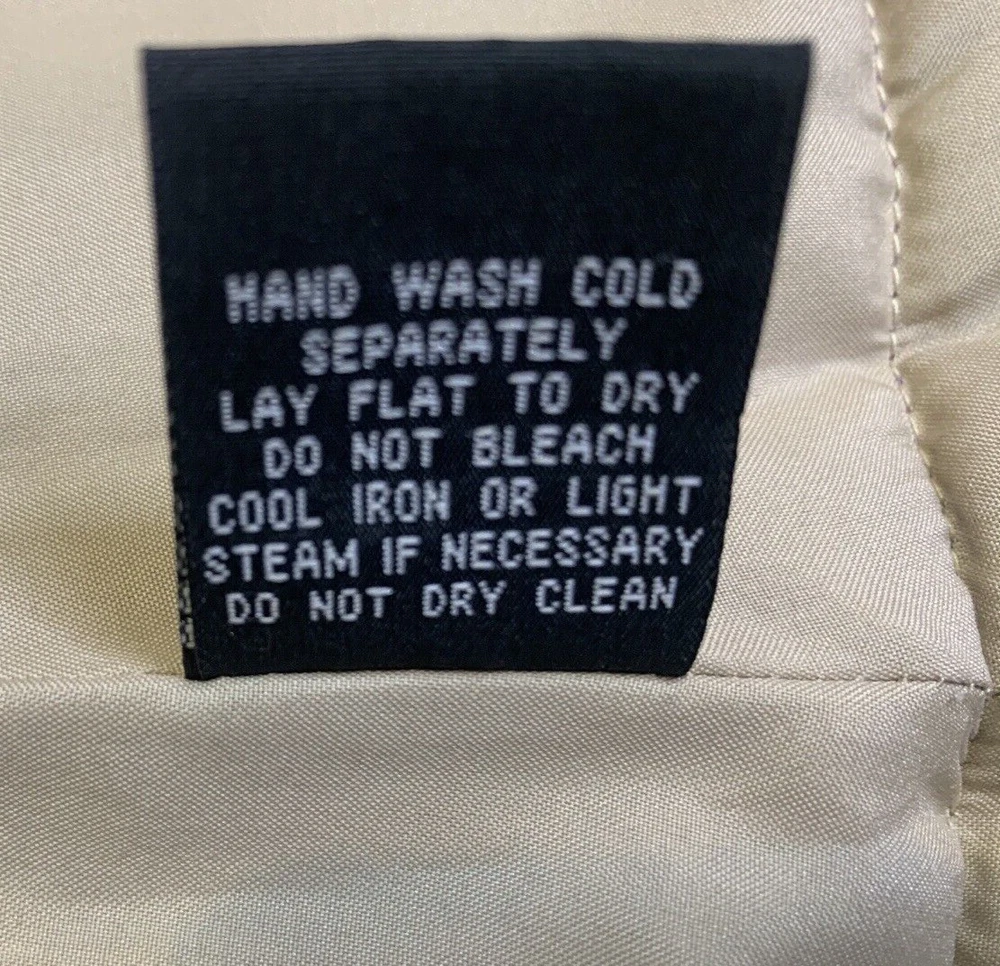 HAND WASH COLD
SEPARATELY
LAY FLAT TO DRY
DO NOT BLEACH
COOL IRON OR LIGHT
STEAM IF NECESSARY
DO NOT DRY CLEAN